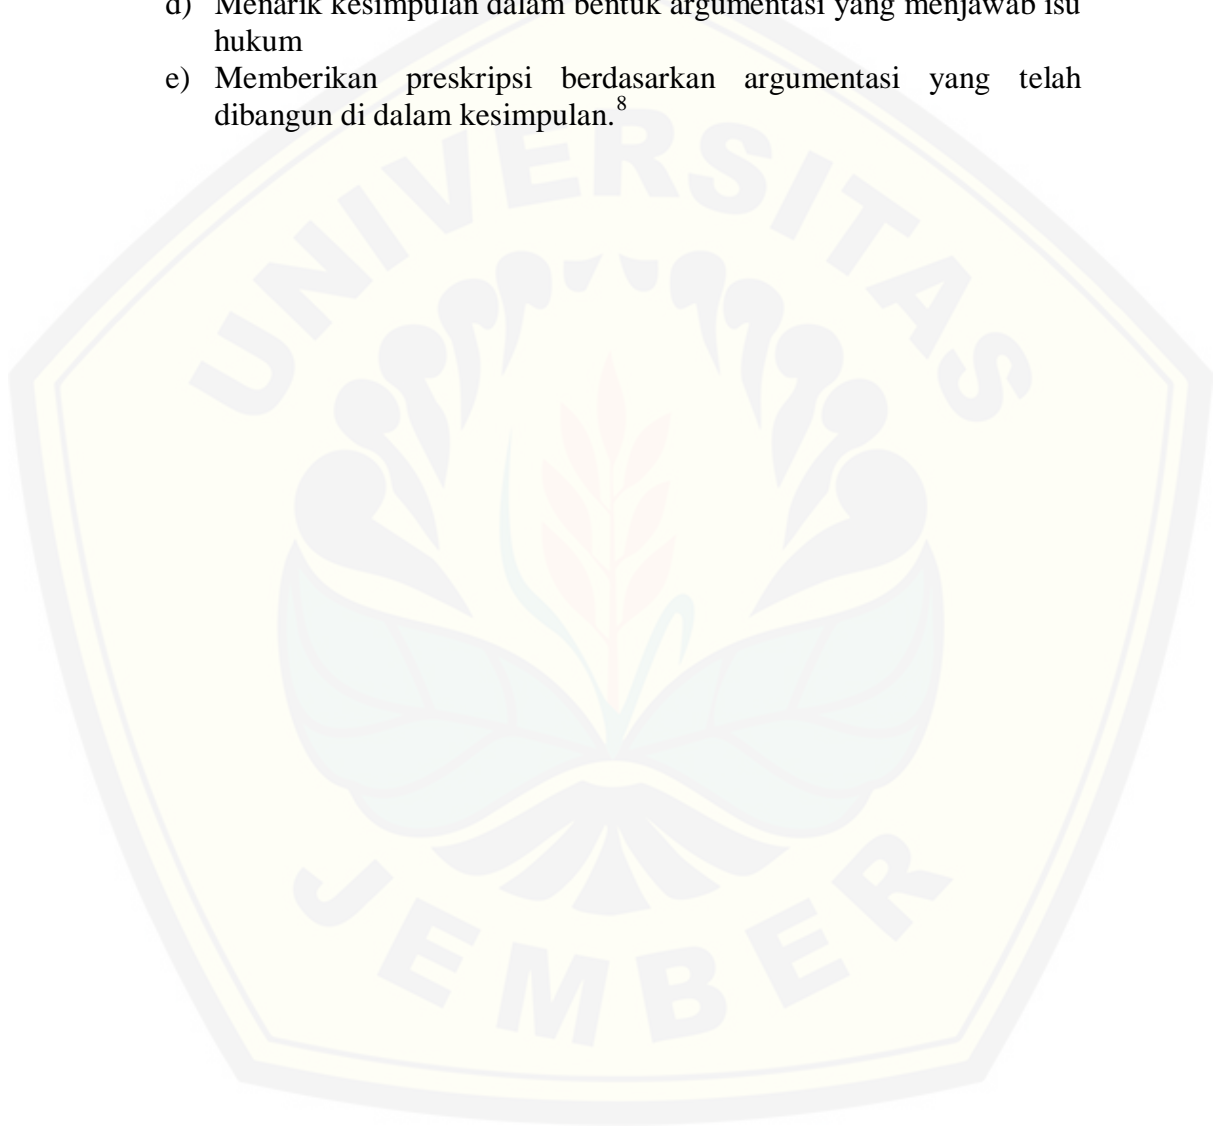 d) Menarik kesimpulan dalam bentuk argumentasi yang menjawab isu
hukum
e) Memberikan preskripsi berdasarkan argumentasi yang telah
dibangun di dalam kesimpulan.8
UNIVERSITAS
JEMBER